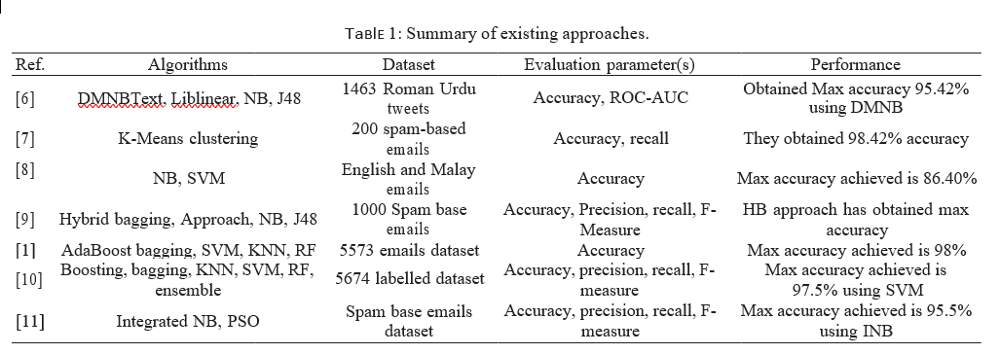 TaBlE 1: Summary of existing approaches.
Ref. Algorithms Dataset Evaluation parameter(s) Performance
[6] DMNBText, Liblinear, NB, J48 1463 Roman Urdu tweets Accuracy, ROC-AUC Obtained Max accuracy 95.42% using DMNB
[7] K-Means clustering 200 spam-based emails Accuracy, recall They obtained 98.42% accuracy
[8] NB, SVM English and Malay emails Accuracy Max accuracy achieved is 86.40%
[9] Hybrid bagging, Approach, NB, J48 1000 Spam base emails Accuracy, Precision, recall, F-Measure HB approach has obtained max accuracy
[1] AdaBoost bagging, SVM, KNN, RF 5573 emails dataset Accuracy Max accuracy achieved is 98%
[10] Boosting, bagging, KNN, SVM, RF, ensemble 5674 labelled dataset Accuracy, precision, recall, F-measure Max accuracy achieved is 97.5% using SVM
[11] Integrated NB, PSO Spam base emails dataset Accuracy, precision, recall, F-measure Max accuracy achieved is 95.5% using INB